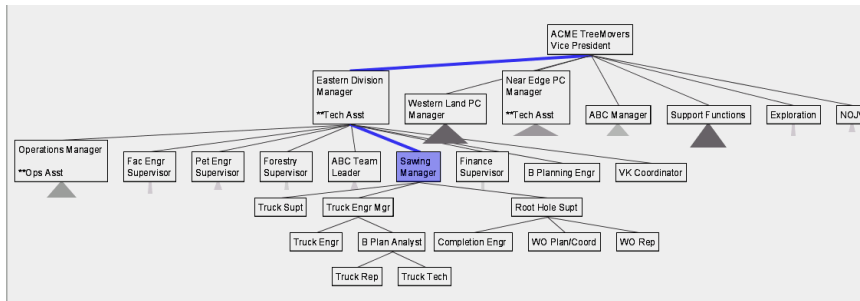 ACME TreeMovers
Vice President
Eastern Division
Manager
**Tech Asst
Western Land PC
Manager
Near Edge PC
Manager
**Tech Asst
ABC Manager
Support Functions
Exploration
NOJV
Operations Manager
**Ops Asst
Fac Engr
Supervisor
Pet Engr
Supervisor
Forestry
Supervisor
ABC Team
Leader
Sawing
Manager
Finance
Supervisor
B Planning Engr
VK Coordinator
Truck Supt
Truck Engr Mgr
Root Hole Supt
Truck Engr
B Plan Analyst
Completion Engr
WO Plan/Coord
WO Rep
Truck Rep
Truck Tech